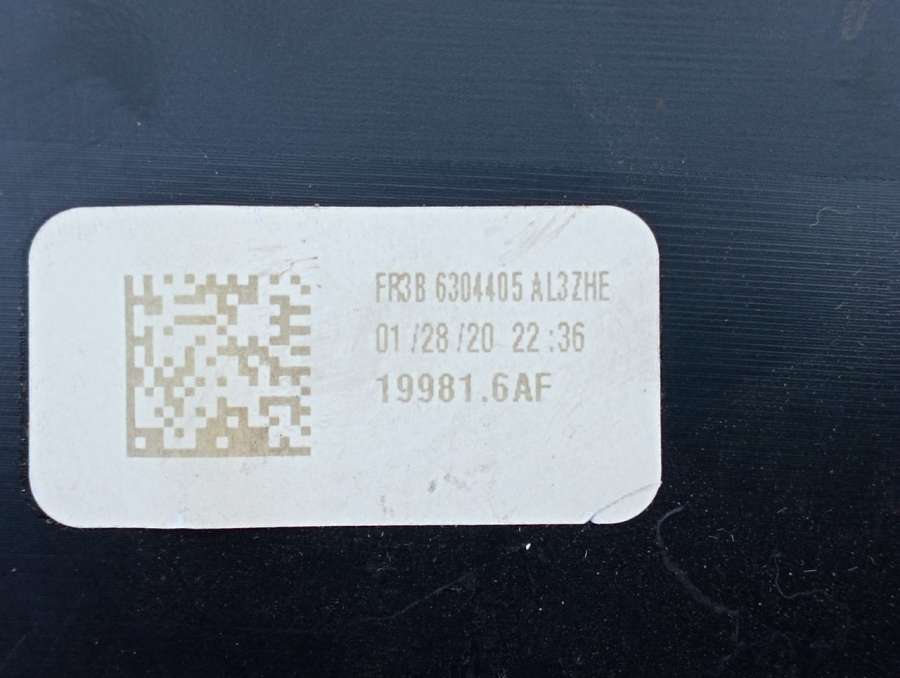 FR3B 6304405 AL3ZHE
01 /28 /20 22 :36
19981.6AF